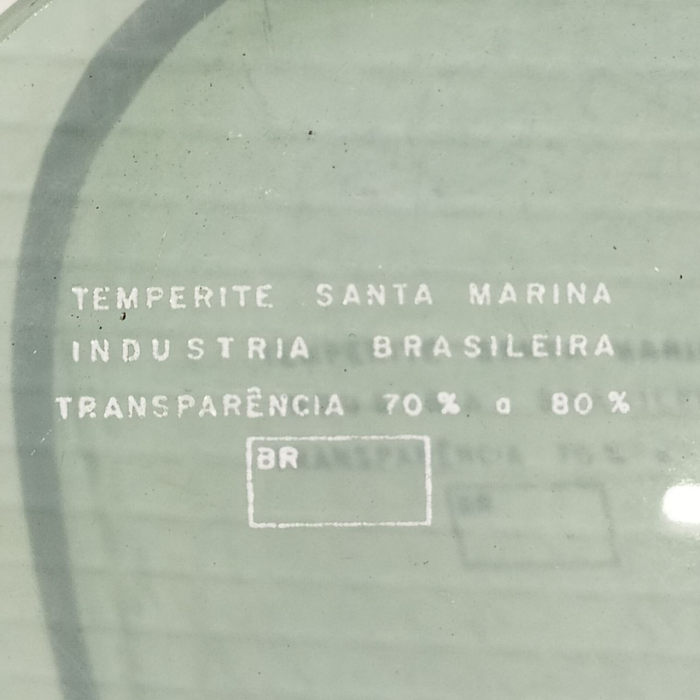 TEMPERITE SANTA MARINA
INDUSTRIA BRASILEIRA
TRANSPARÊNCIA 70% a 80%
BR